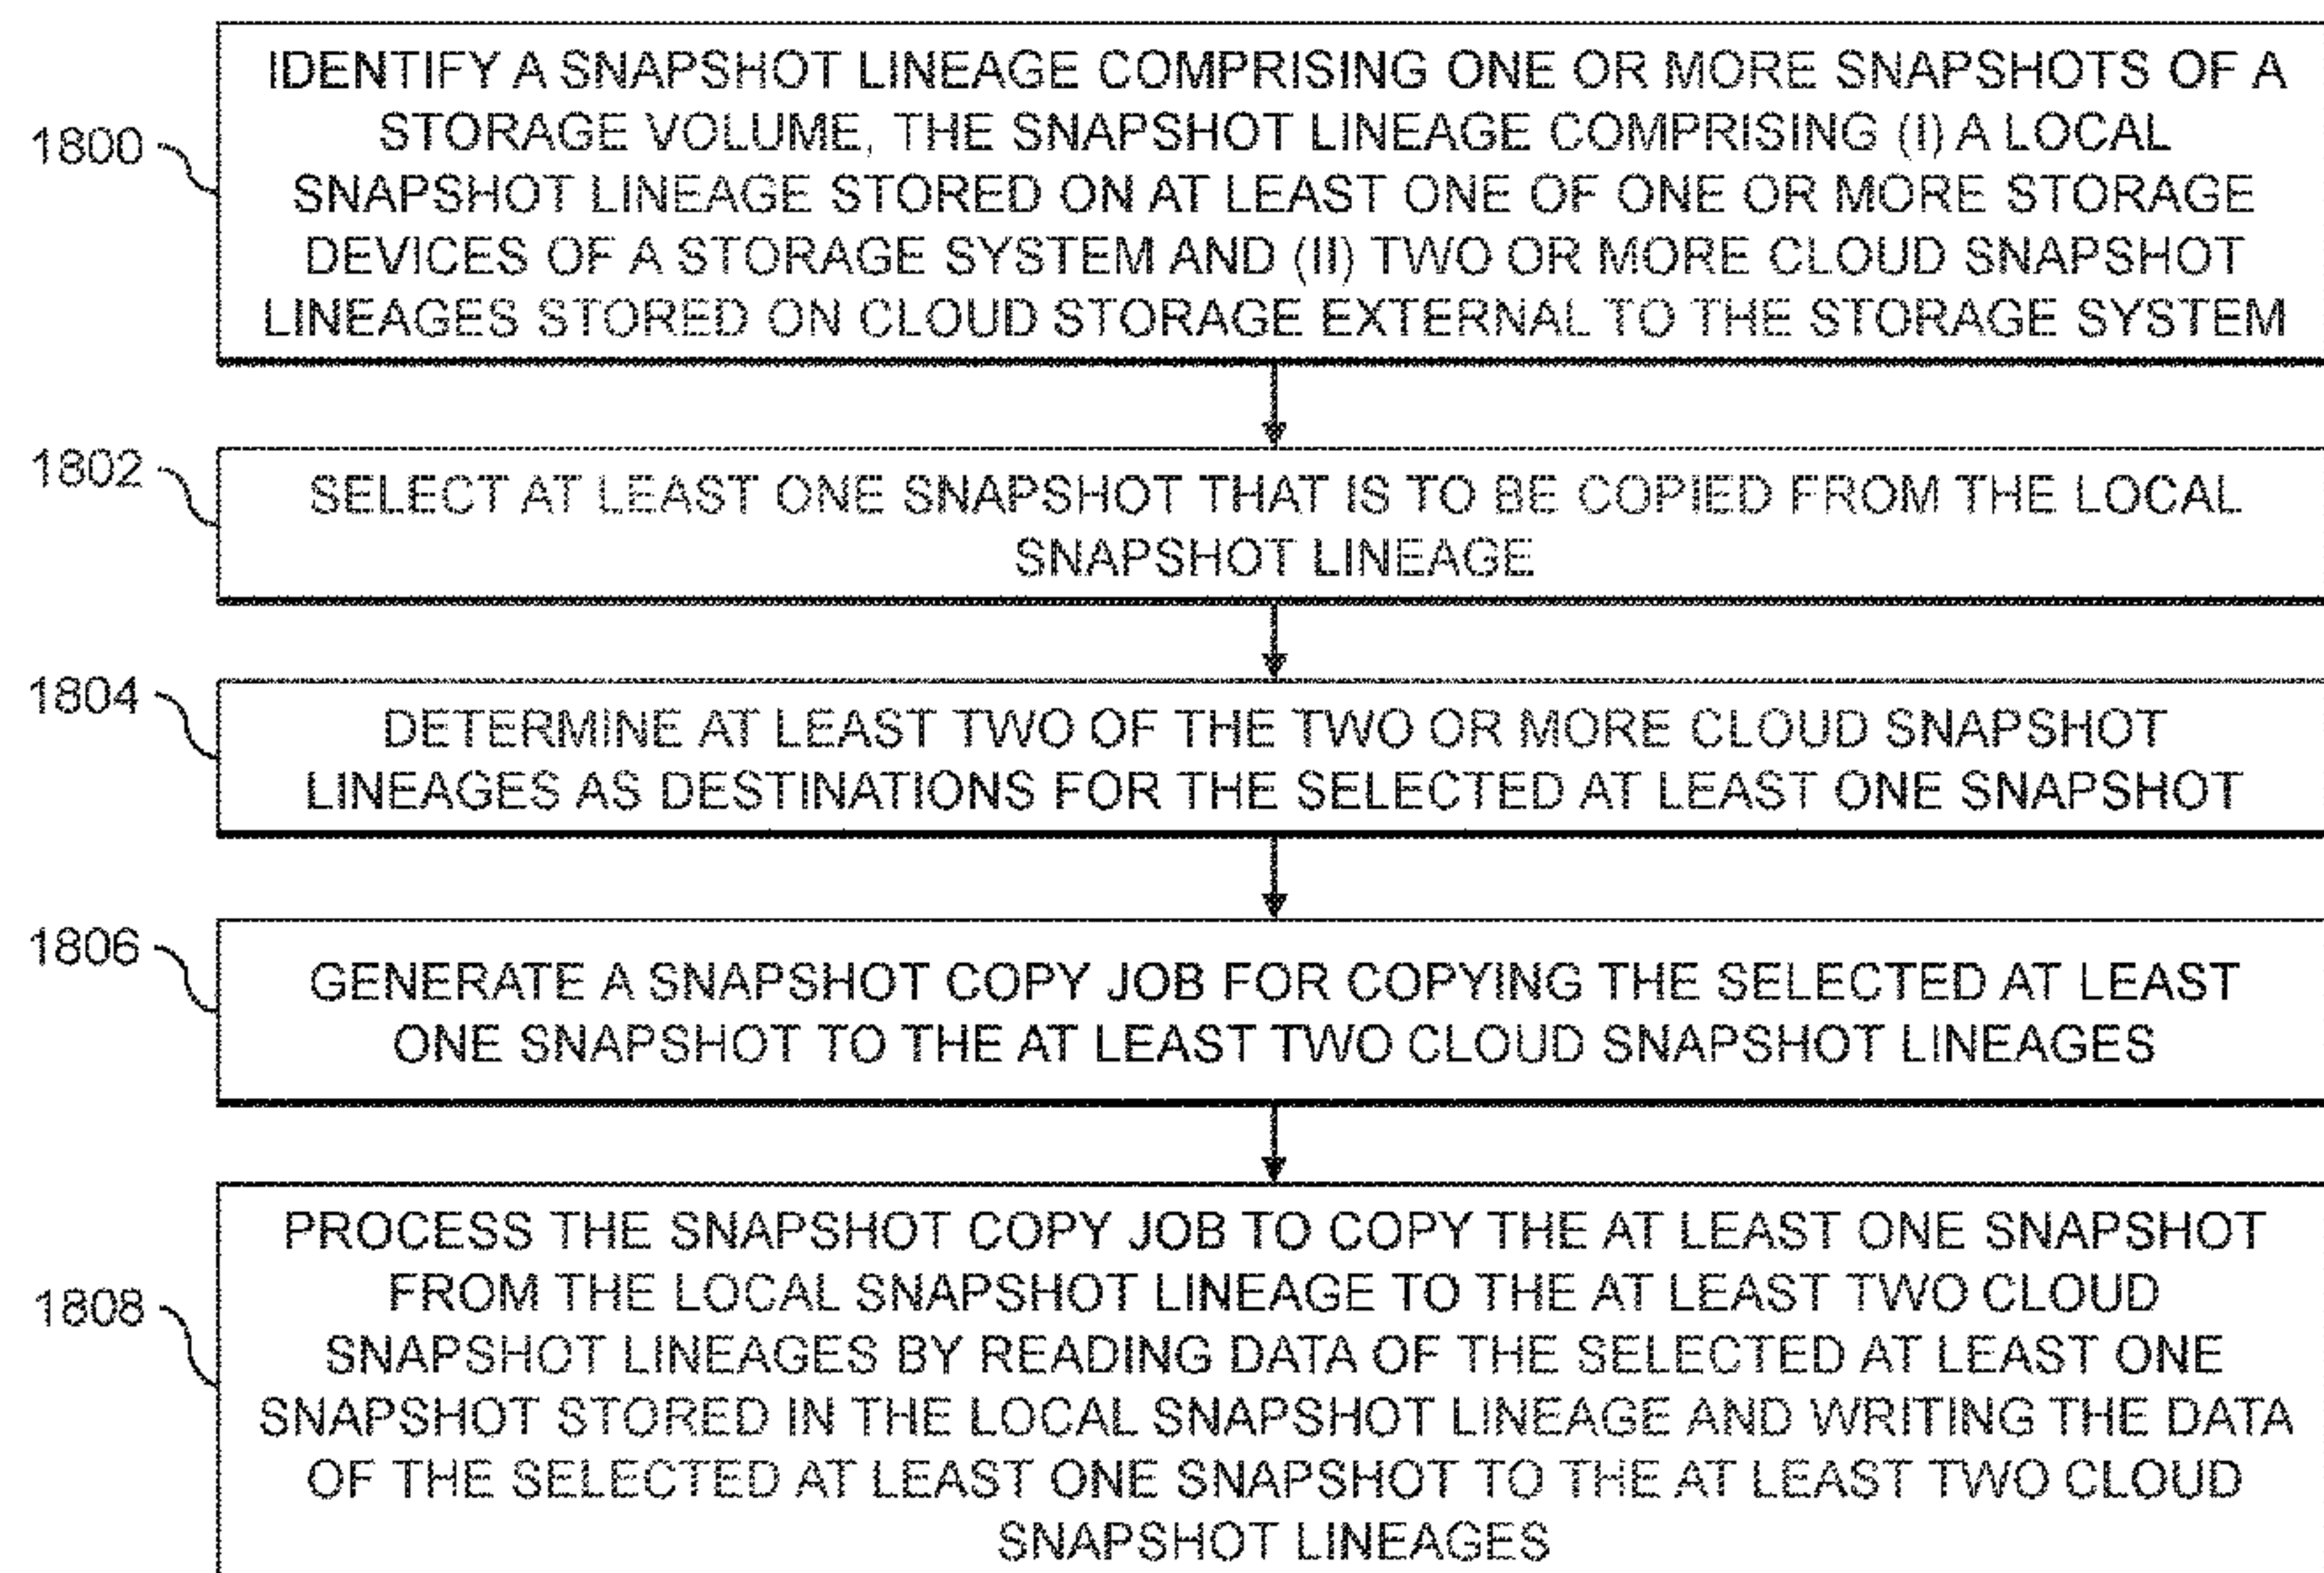 IDENTIFY A SNAPSHOT LINEAGE COMPRISING ONE OR MORE SNAPSHOTS OF A
STORAGE VOLUME, THE SNAPSHOT LINEAGE COMPRISING (I) A LOCAL
1800
SNAPSHOT LINEAGE STORED ON AT LEAST ONE OF ONE OR MORE STORAGE
DEVICES OF A STORAGE SYSTEM AND (II) TWO OR MORE CLOUD SNAPSHOT
LINEAGES STORED ON CLOUD STORAGE EXTERNAL TO THE STORAGE SYSTEM
1802
SELECT AT LEAST ONE SNAPSHOT THAT IS TO BE COPIED FROM THE LOCAL
SNAPSHOT LINEAGE
1804
DETERMINE AT LEAST TWO OF THE TWO OR MORE CLOUD SNAPSHOT
LINEAGES AS DESTINATIONS FOR THE SELECTED AT LEAST ONE SNAPSHOT
1806
GENERATE A SNAPSHOT COPY JOB FOR COPYING THE SELECTED AT LEAST
ONE SNAPSHOT TO THE AT LEAST TWO CLOUD SNAPSHOT LINEAGES
PROCESS THE SNAPSHOT COPY JOB TO COPY THE AT LEAST ONE SNAPSHOT
FROM THE LOCAL SNAPSHOT LINEAGE TO THE AT LEAST TWO CLOUD
1808
SNAPSHOT LINEAGES BY READING DATA OF THE SELECTED AT LEAST ONE
SNAPSHOT STORED IN THE LOCAL SNAPSHOT LINEAGE AND WRITING THE DATA
OF THE SELECTED AT LEAST ONE SNAPSHOT TO THE AT LEAST TWO CLOUD
SNAPSHOT LINEAGES